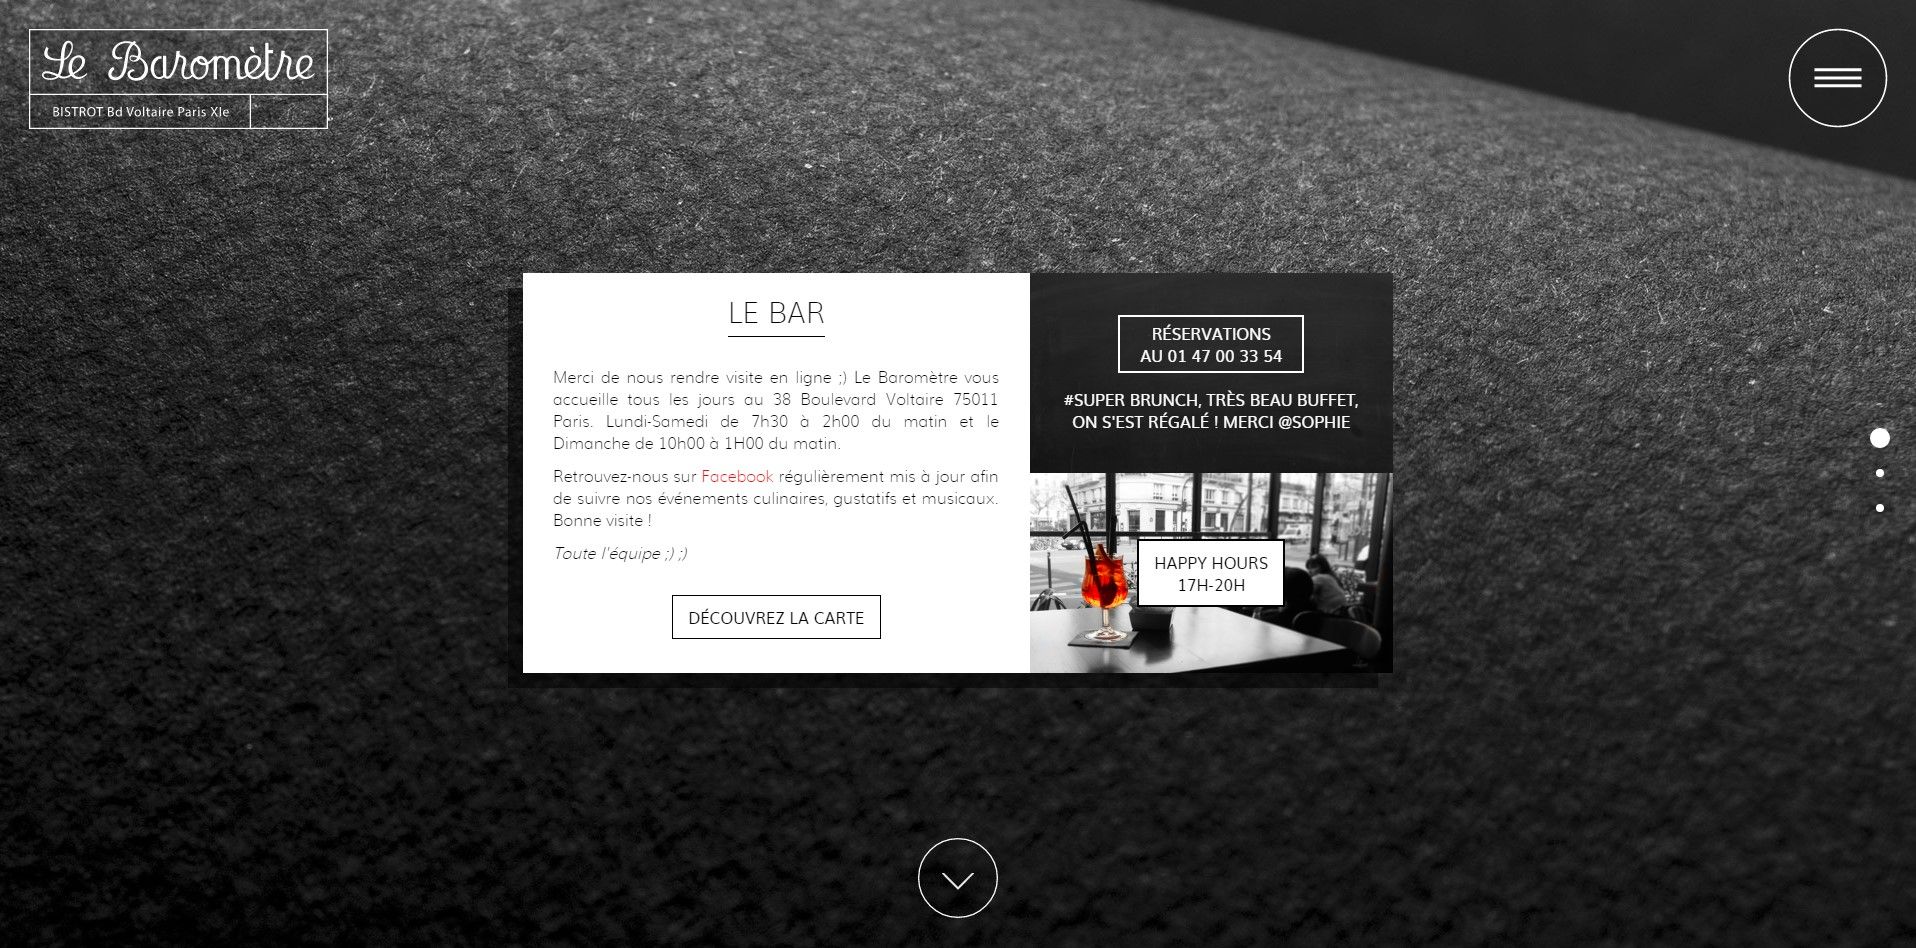 Le Baromètre
BISTROT Bd Voltaire Paris XIe
LE BAR
Merci de nous rendre visite en ligne ;) Le Baromètre vous
accueille tous les jours au 38 Boulevard Voltaire 75011
Paris. Lundi-Samedi de 7h30 à 2h00 du matin et le
Dimanche de 10h00 à 1H00 du matin.
Retrouvez-nous sur Facebook régulièrement mis à jour afin
de suivre nos événements culinaires, gustatifs et musicaux.
Bonne visite !
Toute l'équipe ;) ;)
DÉCOUVREZ LA CARTE
RÉSERVATIONS
AU 01 47 00 33 54
#SUPER BRUNCH, TRÈS BEAU BUFFET,
ON S'EST RÉGALÉ ! MERCI @SOPHIE
HAPPY HOURS
17H-20H